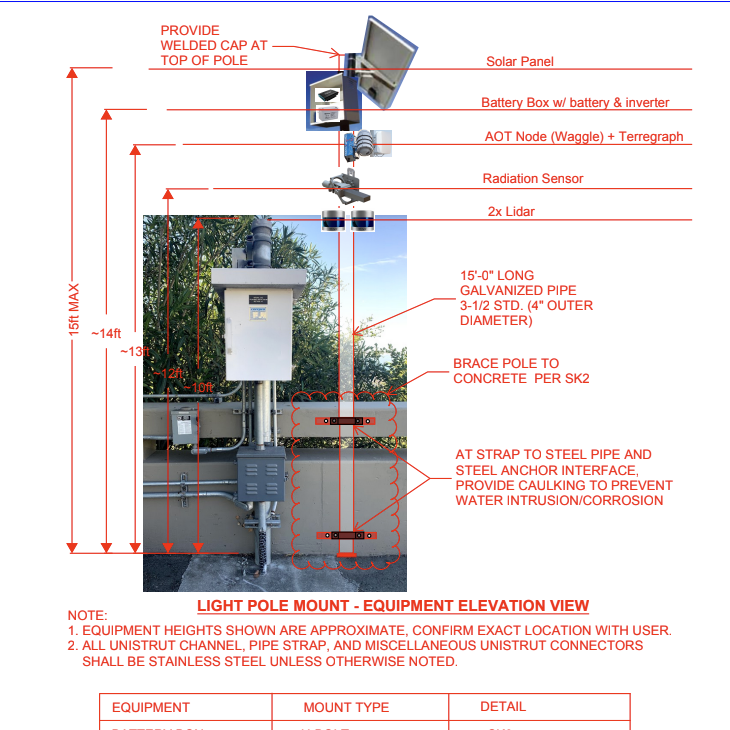 PROVIDE
WELDED CAP AT
TOP OF POLE
Solar Panel
Battery Box w/ battery & inverter
AOT Node (Waggle) + Terregraph
Radiation Sensor
2x Lidar
15ft MAX
~14ft
~13ft
~12ft
~10ft
15'-0" LONG
GALVANIZED PIPE
3-1/2 STD. (4" OUTER
DIAMETER)
BRACE POLE TO
CONCRETE PER SK2
AT STRAP TO STEEL PIPE AND
STEEL ANCHOR INTERFACE,
PROVIDE CAULKING TO PREVENT
WATER INTRUSION/CORROSION
LIGHT POLE MOUNT - EQUIPMENT ELEVATION VIEW
NOTE:
1. EQUIPMENT HEIGHTS SHOWN ARE APPROXIMATE, CONFIRM EXACT LOCATION WITH USER.
2. ALL UNISTRUT CHANNEL, PIPE STRAP, AND MISCELLANEOUS UNISTRUT CONNECTORS
SHALL BE STAINLESS STEEL UNLESS OTHERWISE NOTED.
EQUIPMENT MOUNT TYPE DETAIL